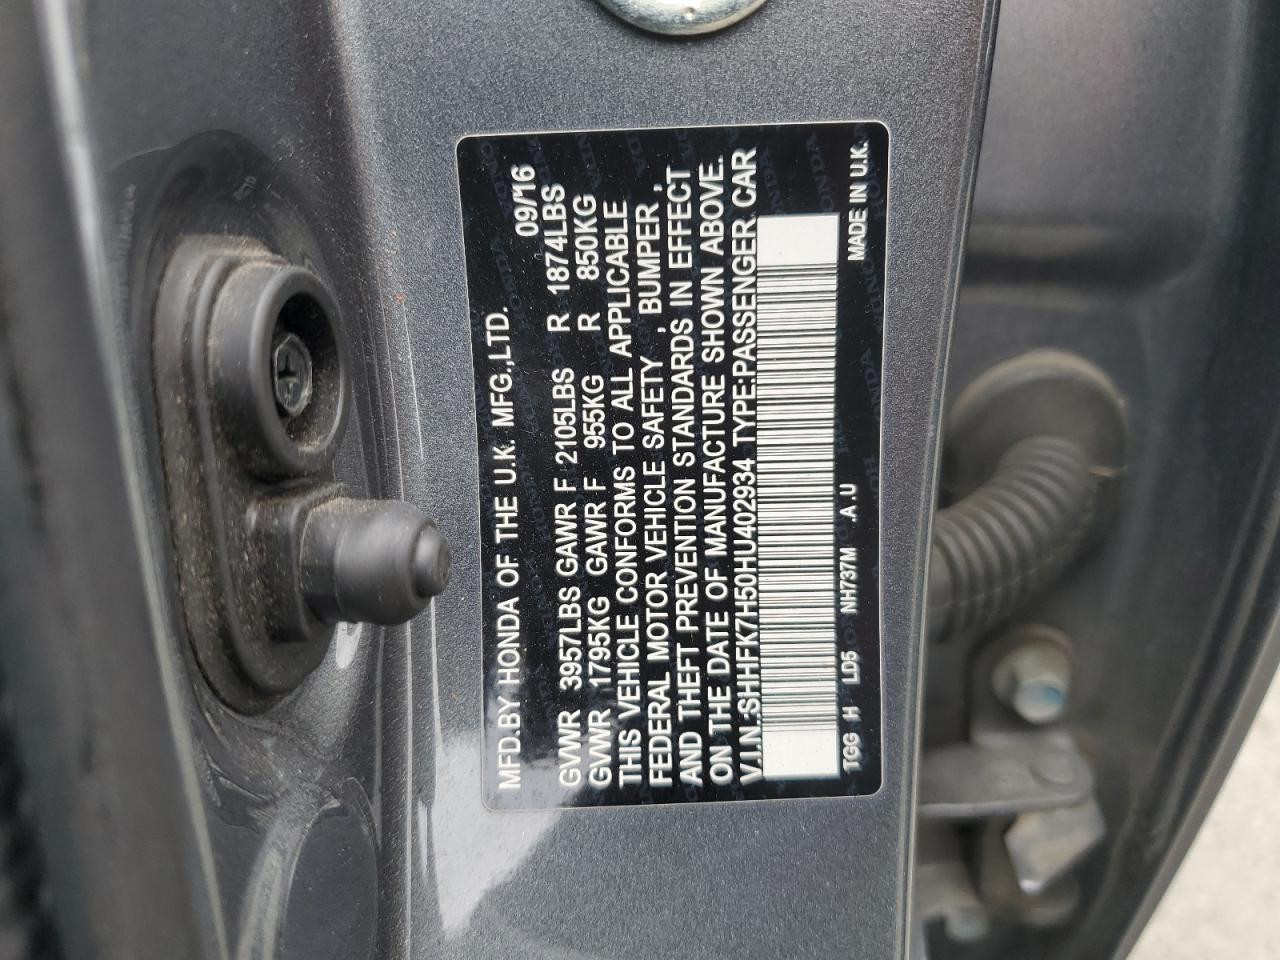 MFD.BY HONDA OF THE U.K. MFG.,LTD. 09/16
GVWR 3957LBS GAWR F 2105LBS R 1874LBS
GVWR 1795KG GAWR F 955KG R 850KG
THIS VEHICLE CONFORMS TO ALL APPLICABLE
FEDERAL MOTOR VEHICLE SAFETY , BUMPER ,
AND THEFT PREVENTION STANDARDS IN EFFECT
ON THE DATE OF MANUFACTURE SHOWN ABOVE.
V.I.N.:SHHFK7H50HU402934 TYPE:PASSENGER CAR
TGG H LD5 NH737M .A .U MADE IN U.K.